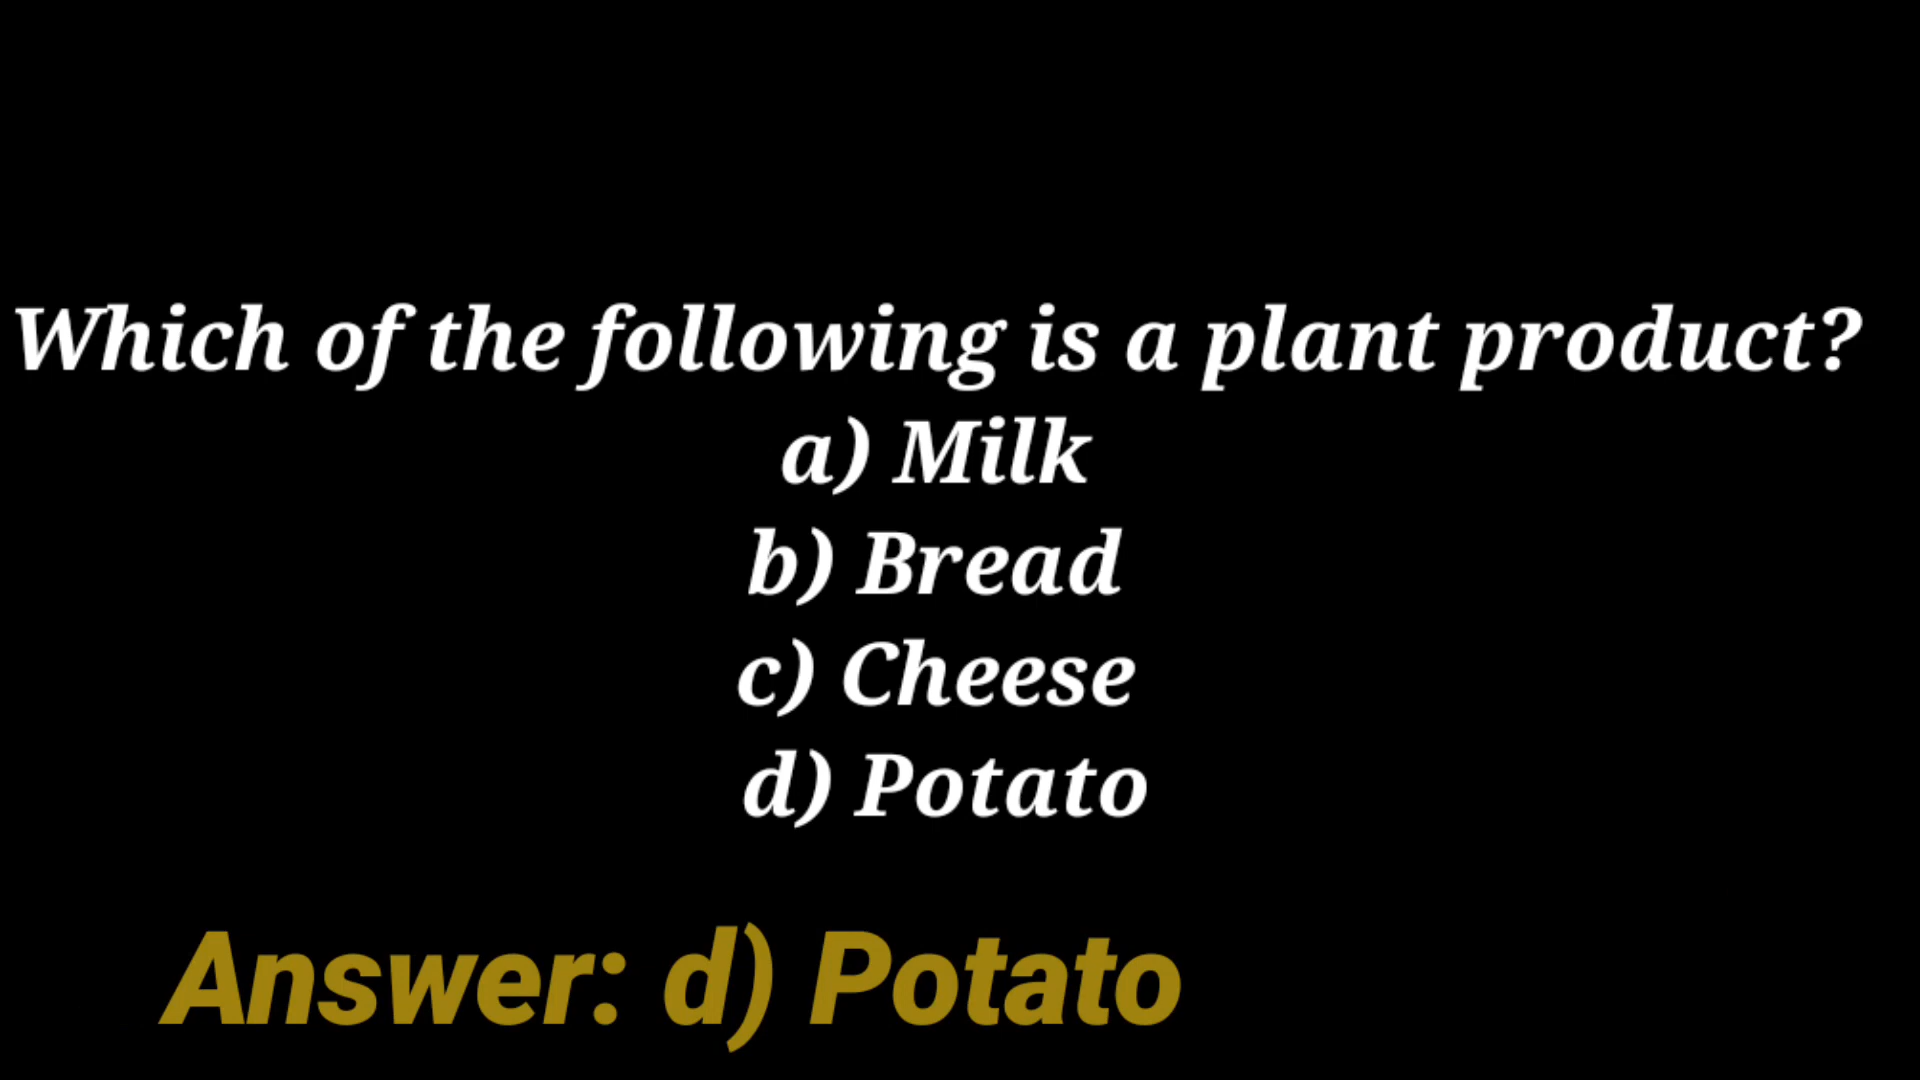 Which of the following is a plant product?
a) Milk
b) Bread
c) Cheese
d) Potato
Answer: d) Potato